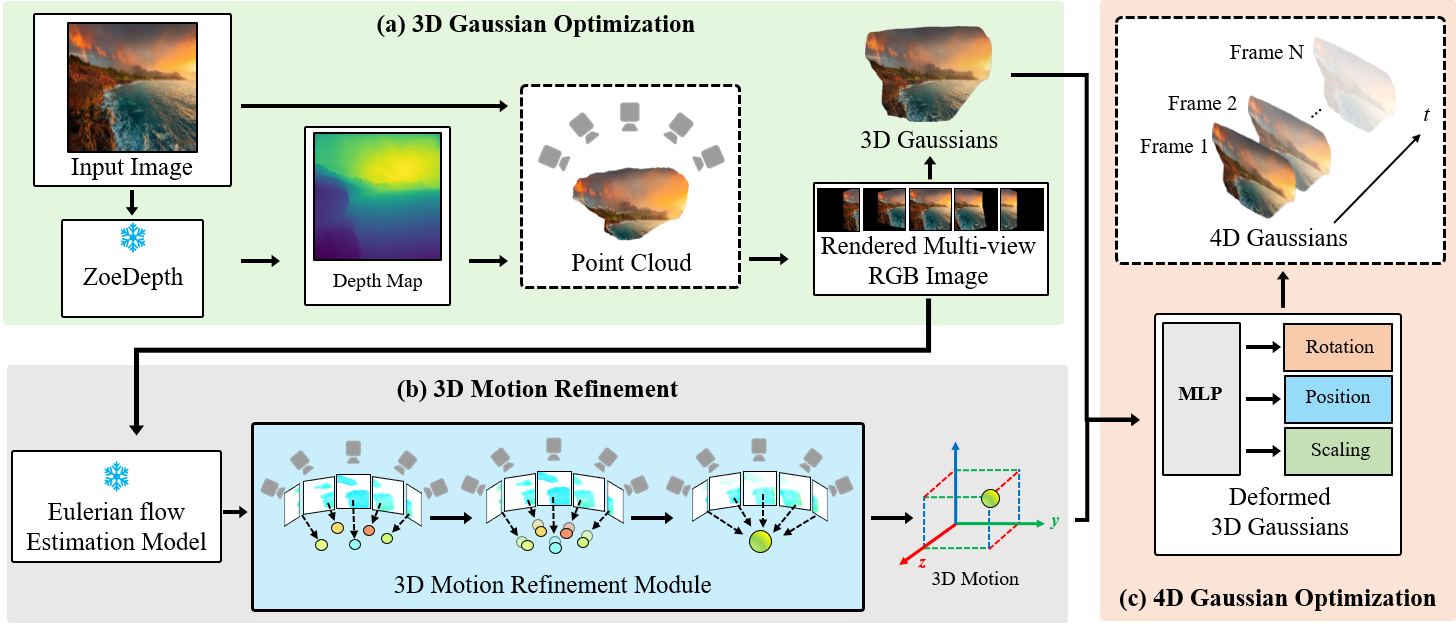 (a) 3D Gaussian Optimization
Input Image
ZoeDepth
Depth Map
Point Cloud
3D Gaussians
Rendered Multi-view
RGB Image
(b) 3D Motion Refinement
Eulerian flow
Estimation Model
3D Motion Refinement Module
y
z
3D Motion
Frame N
Frame 2
Frame 1
...
t
4D Gaussians
MLP
Rotation
Position
Scaling
Deformed
3D Gaussians
(c) 4D Gaussian Optimization